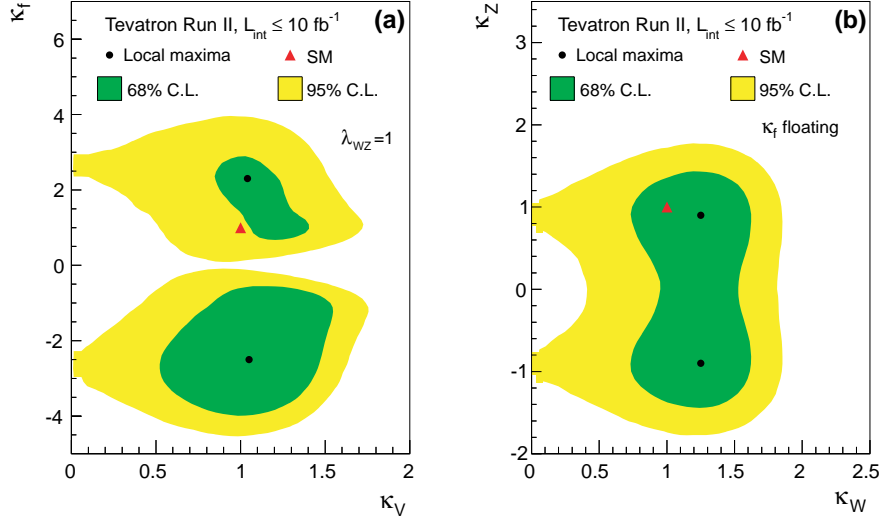 κf
Tevatron Run II, L_int ≤ 10 fb⁻¹
(a)
Local maxima
SM
68% C.L.
95% C.L.
λ_WZ=1
6
4
2
0
-2
-4
0
0.5
1
1.5
2
κV
κZ
Tevatron Run II, L_int ≤ 10 fb⁻¹
(b)
Local maxima
SM
68% C.L.
95% C.L.
κf floating
3
2
1
0
-1
-2
0
0.5
1
1.5
2
2.5
κW